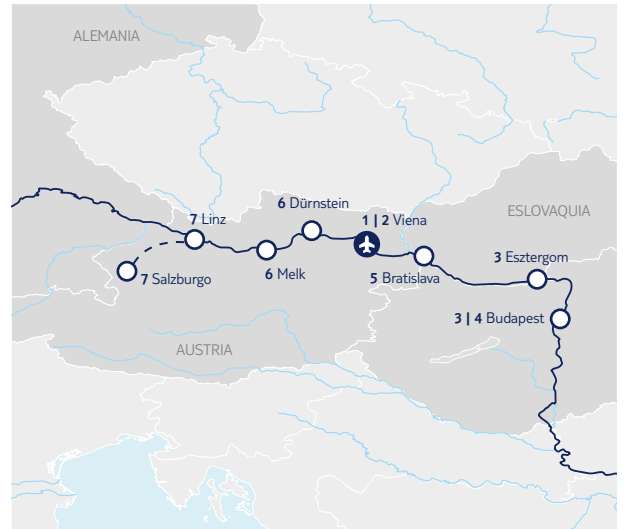 ALEMANIA
6 Dürnstein
7 Linz
1 | 2 Viena
ESLOVAQUIA
3 Esztergom
7 Salzburgo
6 Melk
5 Bratislava
3 | 4 Budapest
AUSTRIA